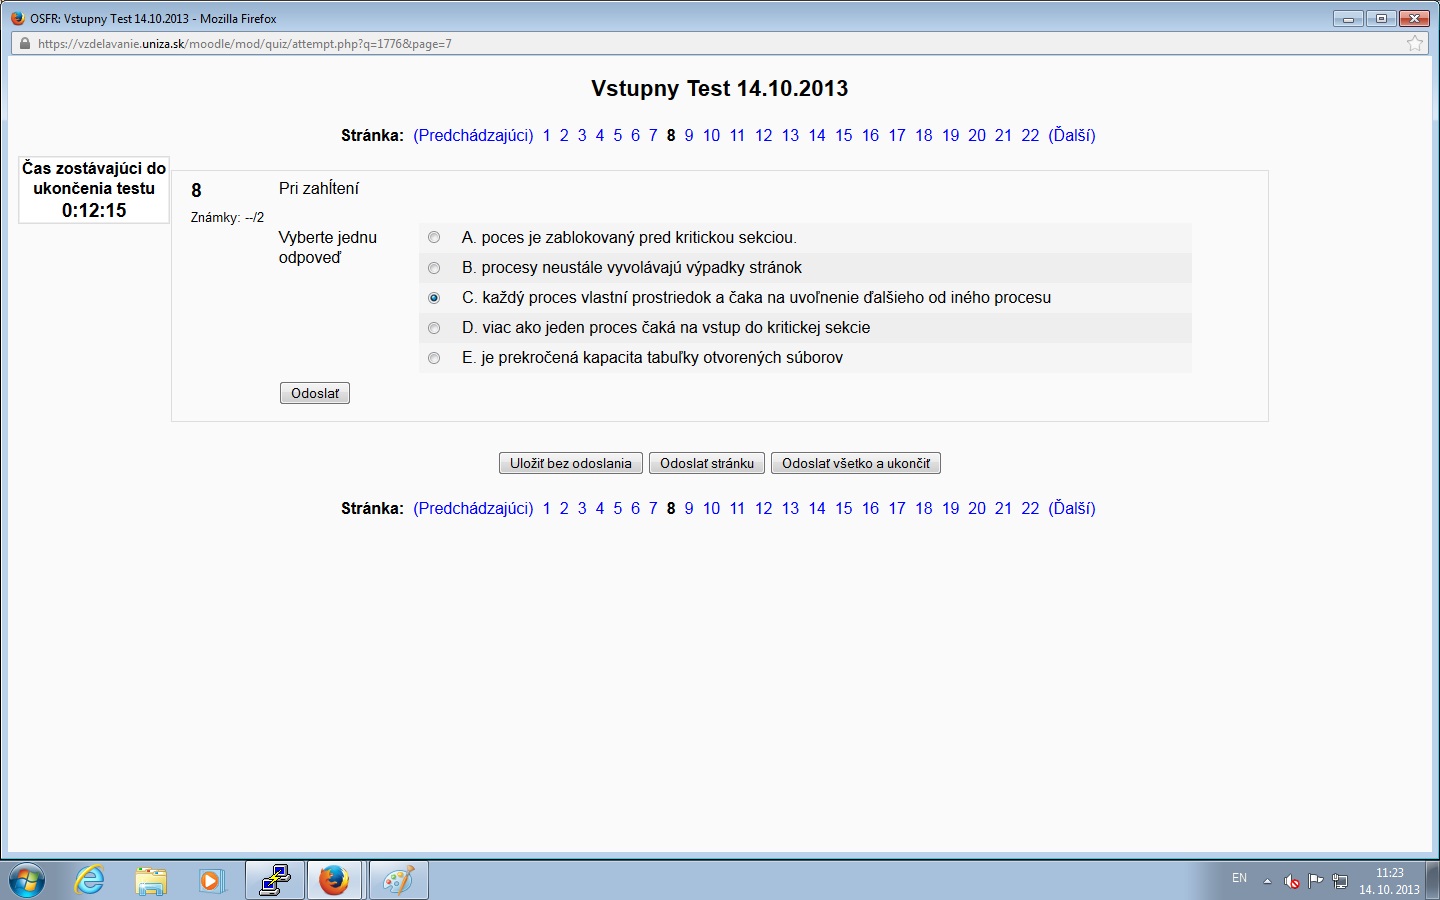 OSFR: Vstupny Test 14.10.2013 - Mozilla Firefox
https://vzdelavanie.uniza.sk/moodle/mod/quiz/attempt.php?q=1776&page=7
Vstupny Test 14.10.2013
Stránka: (Predchádzajúci) 1 2 3 4 5 6 7 8 9 10 11 12 13 14 15 16 17 18 19 20 21 22 (Ďalší)
Čas zostávajúci do
ukončenia testu
0:12:15
8
Známky: --/2
Pri zahĺtení
Vyberte jednu
odpoveď
A. poces je zablokovaný pred kritickou sekciou.
B. procesy neustále vyvolávajú výpadky stránok
C. každý proces vlastní prostriedok a čaka na uvoľnenie ďalšieho od iného procesu
D. viac ako jeden proces čaká na vstup do kritickej sekcie
E. je prekročená kapacita tabuľky otvorených súborov
Odoslať
Uložiť bez odoslania Odoslať stránku Odoslať všetko a ukončiť
Stránka: (Predchádzajúci) 1 2 3 4 5 6 7 8 9 10 11 12 13 14 15 16 17 18 19 20 21 22 (Ďalší)
EN
11:23
14. 10. 2013